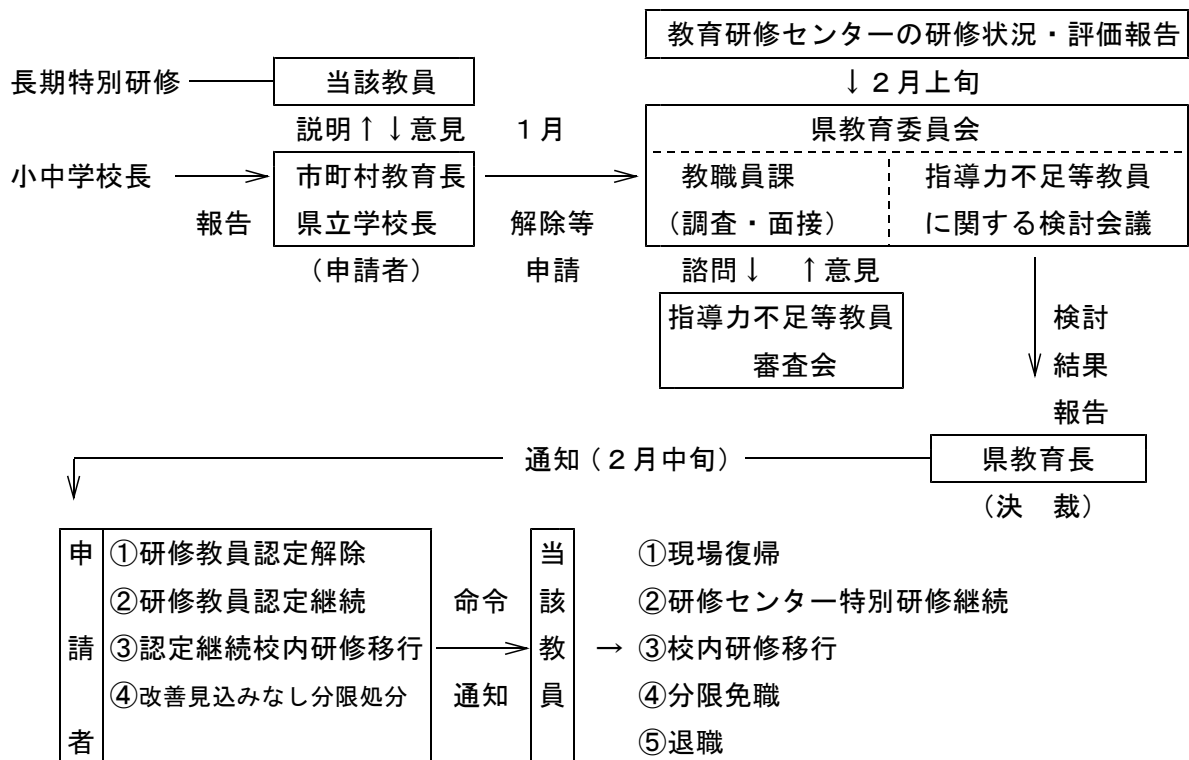 教育研修センターの研修状況・評価報告
長期特別研修 当該教員 ↓2月上旬
説明↑↓意見 1月 県教育委員会
小中学校長 市町村教育長 教職員課 指導力不足等教員
報告 県立学校長 解除等 (調査・面接) に関する検討会議
(申請者) 申請 諮問↓ ↑意見
指導力不足等教員 検討
審査会 結果
報告
通知(2月中旬) 県教育長
(決 裁)
申 ①研修教員認定解除 当 ①現場復帰
②研修教員認定継続 命令 該 ②研修センター特別研修継続
請 ③認定継続校内研修移行 教 → ③校内研修移行
④改善見込みなし分限処分 通知 員 ④分限免職
者 ⑤退職